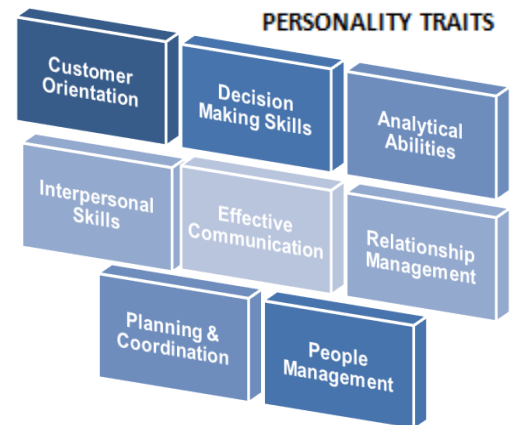 PERSONALITY TRAITS
Customer
Orientation
Decision
Making Skills
Analytical
Abilities
Interpersonal
Skills
Effective
Communication
Relationship
Management
Planning &
Coordination
People
Management